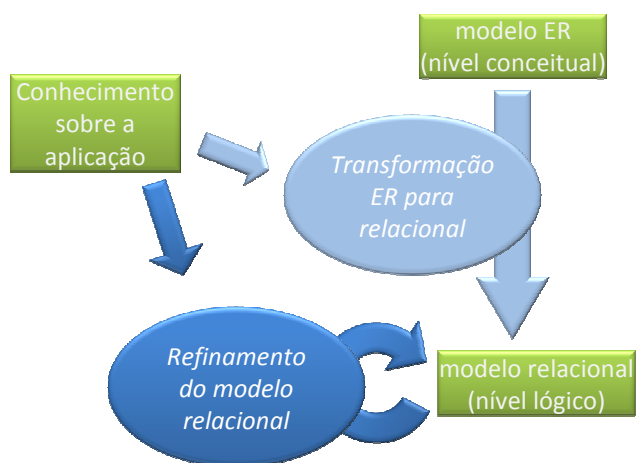 modelo ER
(nível conceitual)
Conhecimento
sobre a
aplicação
Transformação
ER para
relacional
Refinamento
do modelo
relacional
modelo relacional
(nível lógico)